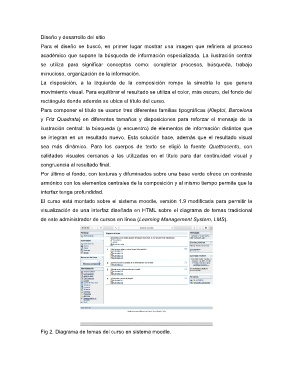 Diseño y desarrollo del sitio
Para el diseño se buscó, en primer lugar mostrar una imagen que refiriera al proceso
académico que supone la búsqueda de información especializada. La ilustración central
se utiliza para significar conceptos como: completar procesos, búsqueda, trabajo
minucioso, organización de la información.
La disposición, a la izquierda de la composición rompe la simetría lo que genera
movimiento visual. Para equilibrar el resultado se utiliza el color, más oscuro, del fondo del
rectángulo donde además se ubica el título del curso.
Para componer el título se usaron tres diferentes familias tipográficas (Klepto, Barcelona
y Friz Quadrata) en diferentes tamaños y disposiciones para reforzar el mensaje de la
ilustración central: la búsqueda (y encuentro) de elementos de información distintos que
se integran en un resultado nuevo. Esta solución hace, además que el resultado visual
sea más dinámico. Para los cuerpos de texto se eligió la fuente Quattrocento, con
calidades visuales cercanas a las utilizadas en el título para dar continuidad visual y
congruencia al resultado final.
Por último el fondo, con texturas y difuminados sobre una base verde ofrece un contraste
armónico con los elementos centrales de la composición y al mismo tiempo permite que la
interfaz tenga profundidad.
El curso está montado sobre el sistema moodle, versión 1.9 modificada para permitir la
visualización de una interfaz diseñada en HTML sobre el diagrama de temas tradicional
de este administrador de cursos en línea (Learning Management System, LMS).
Fig 2. Diagrama de temas del curso en sistema moodle.